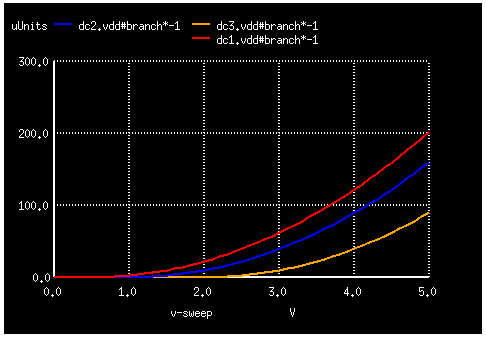 uUnits dc2.vdd#branch*-1 dc3.vdd#branch*-1
dc1.vdd#branch*-1
300.0
200.0
100.0
0.0
0.0 1.0 2.0 3.0 4.0 5.0
v-sweep V